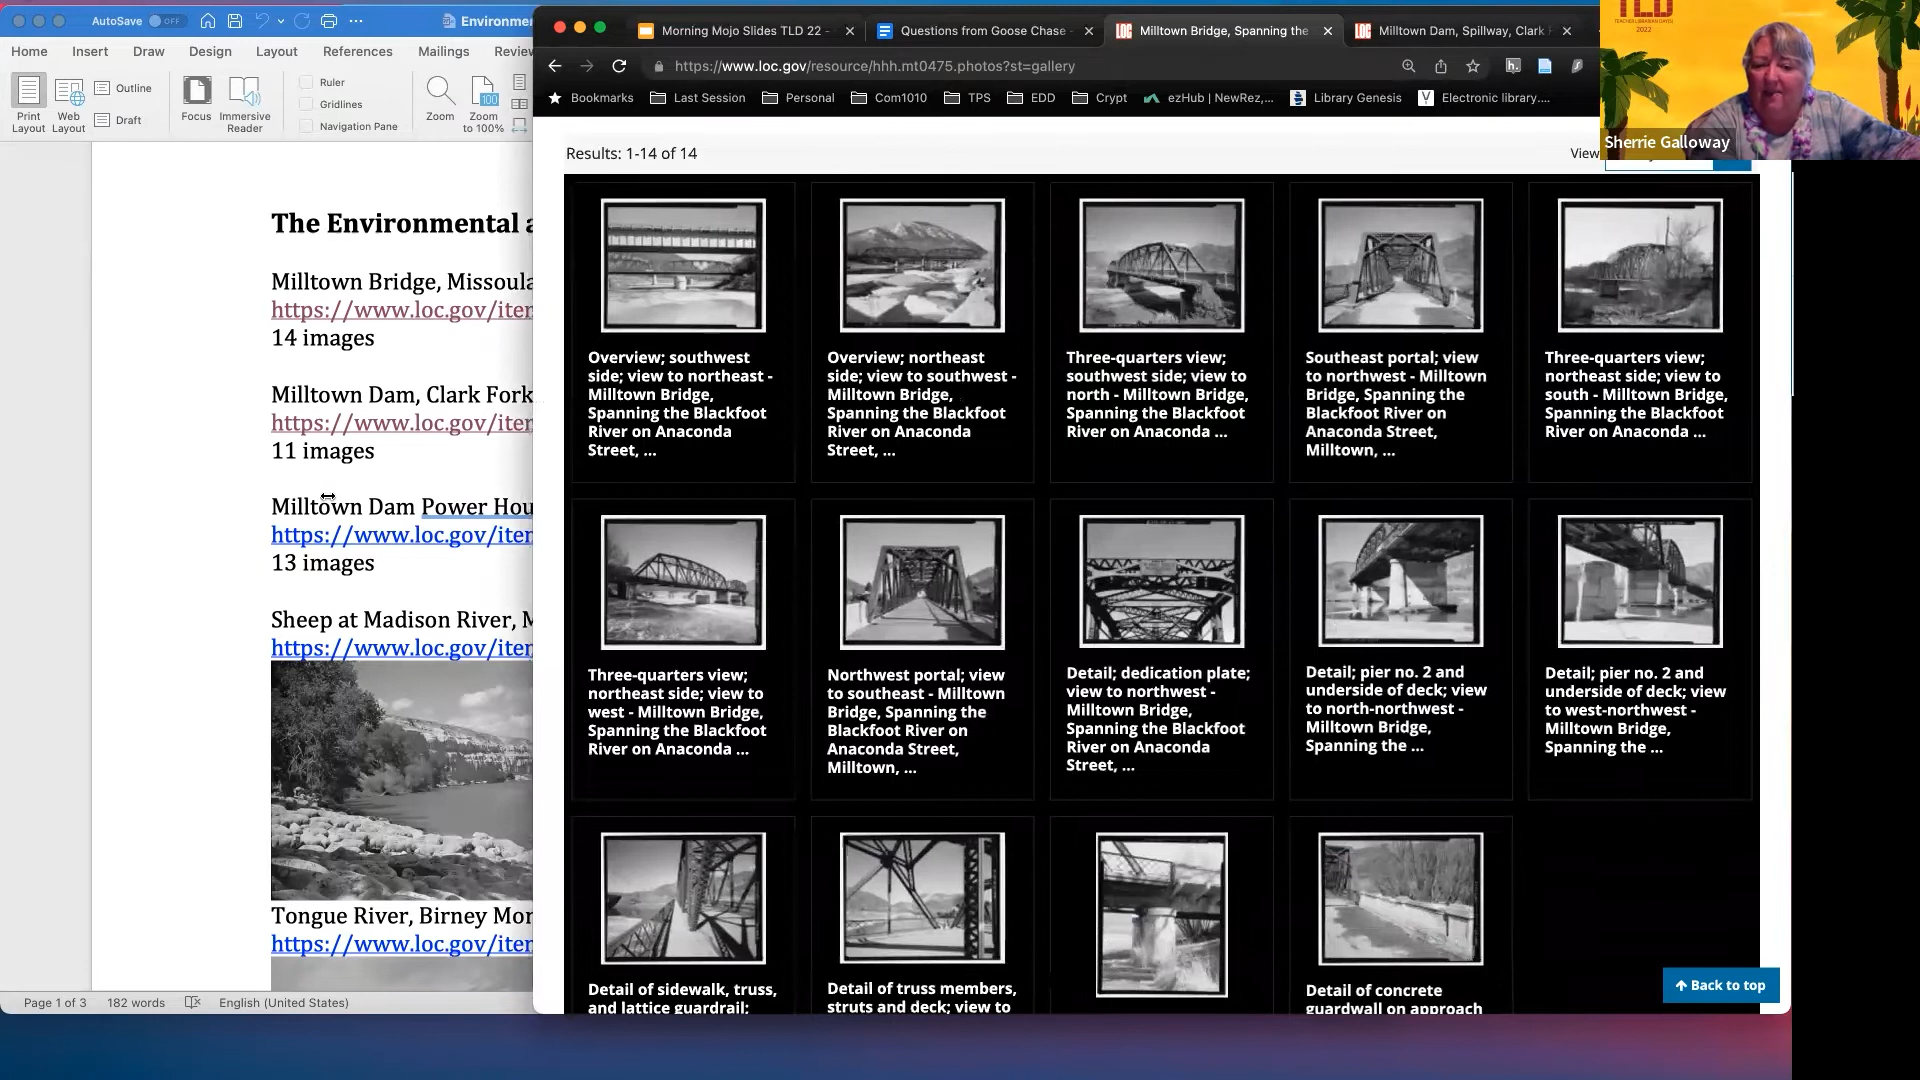 AutoSave
OFF
Environmen
Home
Insert
Draw
Design
Layout
References
Mailings
Review
Print Layout
Web Layout
Outline
Draft
Focus
Immersive Reader
Ruler
Gridlines
Navigation Pane
Zoom
Zoom to 100%
100
The Environmental a
Milltown Bridge, Missoula
https://www.loc.gov/iten
14 images
Milltown Dam, Clark Fork
https://www.loc.gov/iten
11 images
Milltown Dam Power Hou
https://www.loc.gov/iten
13 images
Sheep at Madison River, M
https://www.loc.gov/iten
Tongue River, Birney Mon
https://www.loc.gov/iten
Page 1 of 3
182 words
English (United States)
Morning Mojo Slides TLD 22 -
Questions from Goose Chase -
LOC
Milltown Bridge, Spanning the
LOC
Milltown Dam, Spillway, Clark F
https://www.loc.gov/resource/hhh.mt0475.photos?st=gallery
h.
Bookmarks
Last Session
Personal
Com1010
TPS
EDD
Crypt
ezHub | NewRez,...
Library Genesis
Electronic library....
Results: 1-14 of 14
View
Overview; southwest
side; view to northeast -
Milltown Bridge,
Spanning the Blackfoot
River on Anaconda
Street, ...
Overview; northeast
side; view to southwest -
Milltown Bridge,
Spanning the Blackfoot
River on Anaconda
Street, ...
Three-quarters view;
southwest side; view to
north - Milltown Bridge,
Spanning the Blackfoot
River on Anaconda ...
Southeast portal; view
to northwest - Milltown
Bridge, Spanning the
Blackfoot River on
Anaconda Street,
Milltown, ...
Three-quarters view;
northeast side; view to
south - Milltown Bridge,
Spanning the Blackfoot
River on Anaconda ...
Three-quarters view;
northeast side; view to
west - Milltown Bridge,
Spanning the Blackfoot
River on Anaconda ...
Northwest portal; view
to southeast - Milltown
Bridge, Spanning the
Blackfoot River on
Anaconda Street,
Milltown, ...
Detail; dedication plate;
view to northwest -
Milltown Bridge,
Spanning the Blackfoot
River on Anaconda
Street, ...
Detail; pier no. 2 and
underside of deck; view
to north-northwest -
Milltown Bridge,
Spanning the ...
Detail; pier no. 2 and
underside of deck; view
to west-northwest -
Milltown Bridge,
Spanning the ...
Detail of sidewalk, truss,
and lattice guardrail;
Detail of truss members,
struts and deck; view to
Detail of concrete
guardwall on approach
Back to top
TLD
TEACHER LIBRARIAN DAY(S)
2022
Sherrie Galloway